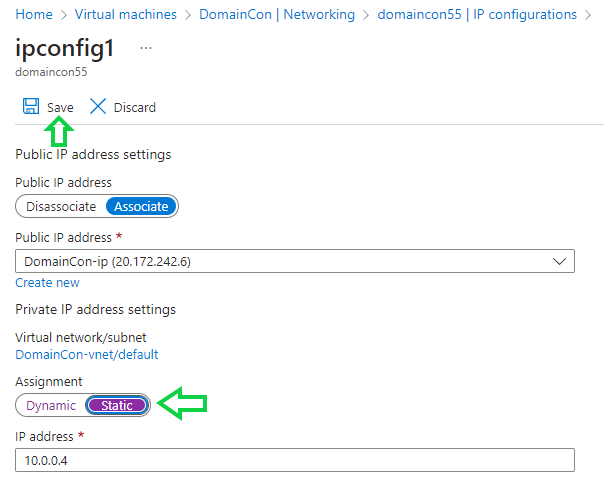 Home > Virtual machines > DomainCon | Networking > domaincon55 | IP configurations >
ipconfig1 ...
domaincon55
Save Discard
Public IP address settings
Public IP address
Disassociate Associate
Public IP address *
DomainCon-ip (20.172.242.6)
Create new
Private IP address settings
Virtual network/subnet
DomainCon-vnet/default
Assignment
Dynamic Static
IP address *
10.0.0.4